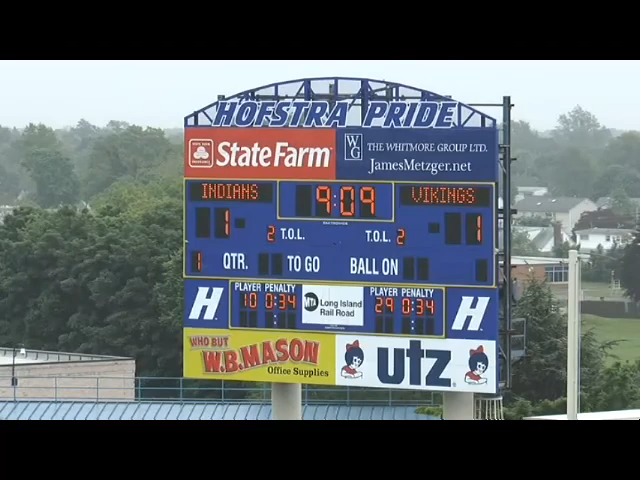 HOFSTRA PRIDE
StateFarm
WG
THE WHITMORE GROUP LTD.
JamesMetzger.net
INDIANS 9:09 VIKINGS
1 1
2 T.O.L. T.O.L. 2
1 QTR. TO GO BALL ON
PLAYER PENALTY PLAYER PENALTY
10 0:34 29 0:34
MTA Long Island
Rail Road
H H
WHO BUT
W.B. MASON
Office Supplies
utz